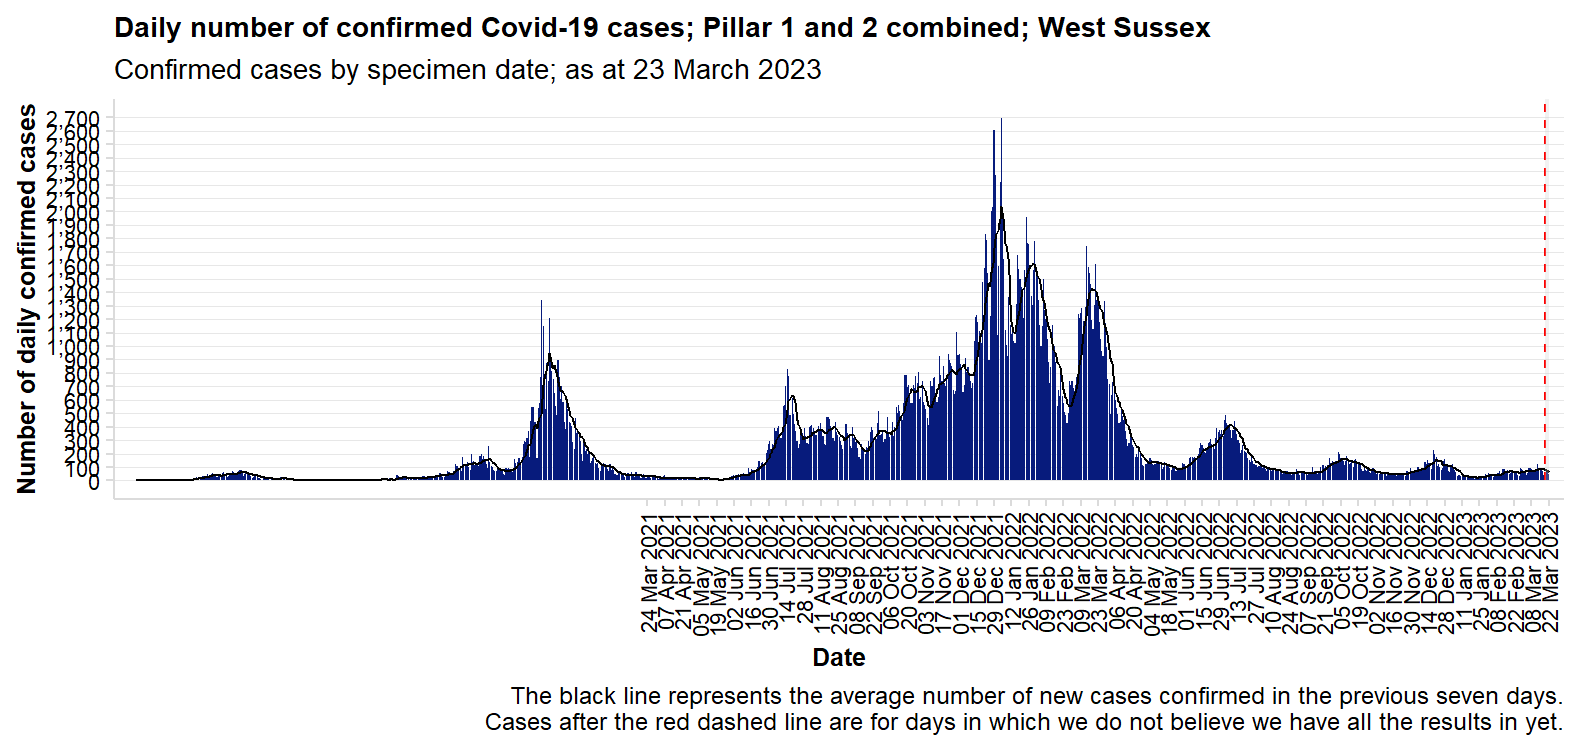 Daily number of confirmed Covid-19 cases; Pillar 1 and 2 combined; West Sussex
Confirmed cases by specimen date; as at 23 March 2023
Number of daily confirmed cases
2,700
2,600
2,500
2,400
2,300
2,200
2,100
2,000
1,900
1,800
1,700
1,600
1,500
1,400
1,300
1,200
1,100
1,000
900
800
700
600
500
400
300
200
100
0
24 Mar 2021
07 Apr 2021
21 Apr 2021
05 May 2021
19 May 2021
02 Jun 2021
16 Jun 2021
30 Jun 2021
14 Jul 2021
28 Jul 2021
11 Aug 2021
25 Aug 2021
08 Sep 2021
22 Sep 2021
06 Oct 2021
20 Oct 2021
03 Nov 2021
17 Nov 2021
01 Dec 2021
15 Dec 2021
29 Dec 2021
12 Jan 2022
26 Jan 2022
09 Feb 2022
23 Feb 2022
09 Mar 2022
23 Mar 2022
06 Apr 2022
20 Apr 2022
04 May 2022
18 May 2022
01 Jun 2022
15 Jun 2022
29 Jun 2022
13 Jul 2022
27 Jul 2022
10 Aug 2022
24 Aug 2022
07 Sep 2022
21 Sep 2022
05 Oct 2022
19 Oct 2022
02 Nov 2022
16 Nov 2022
30 Nov 2022
14 Dec 2022
28 Dec 2022
11 Jan 2023
25 Jan 2023
08 Feb 2023
22 Feb 2023
08 Mar 2023
22 Mar 2023
Date
The black line represents the average number of new cases confirmed in the previous seven days.
Cases after the red dashed line are for days in which we do not believe we have all the results in yet.